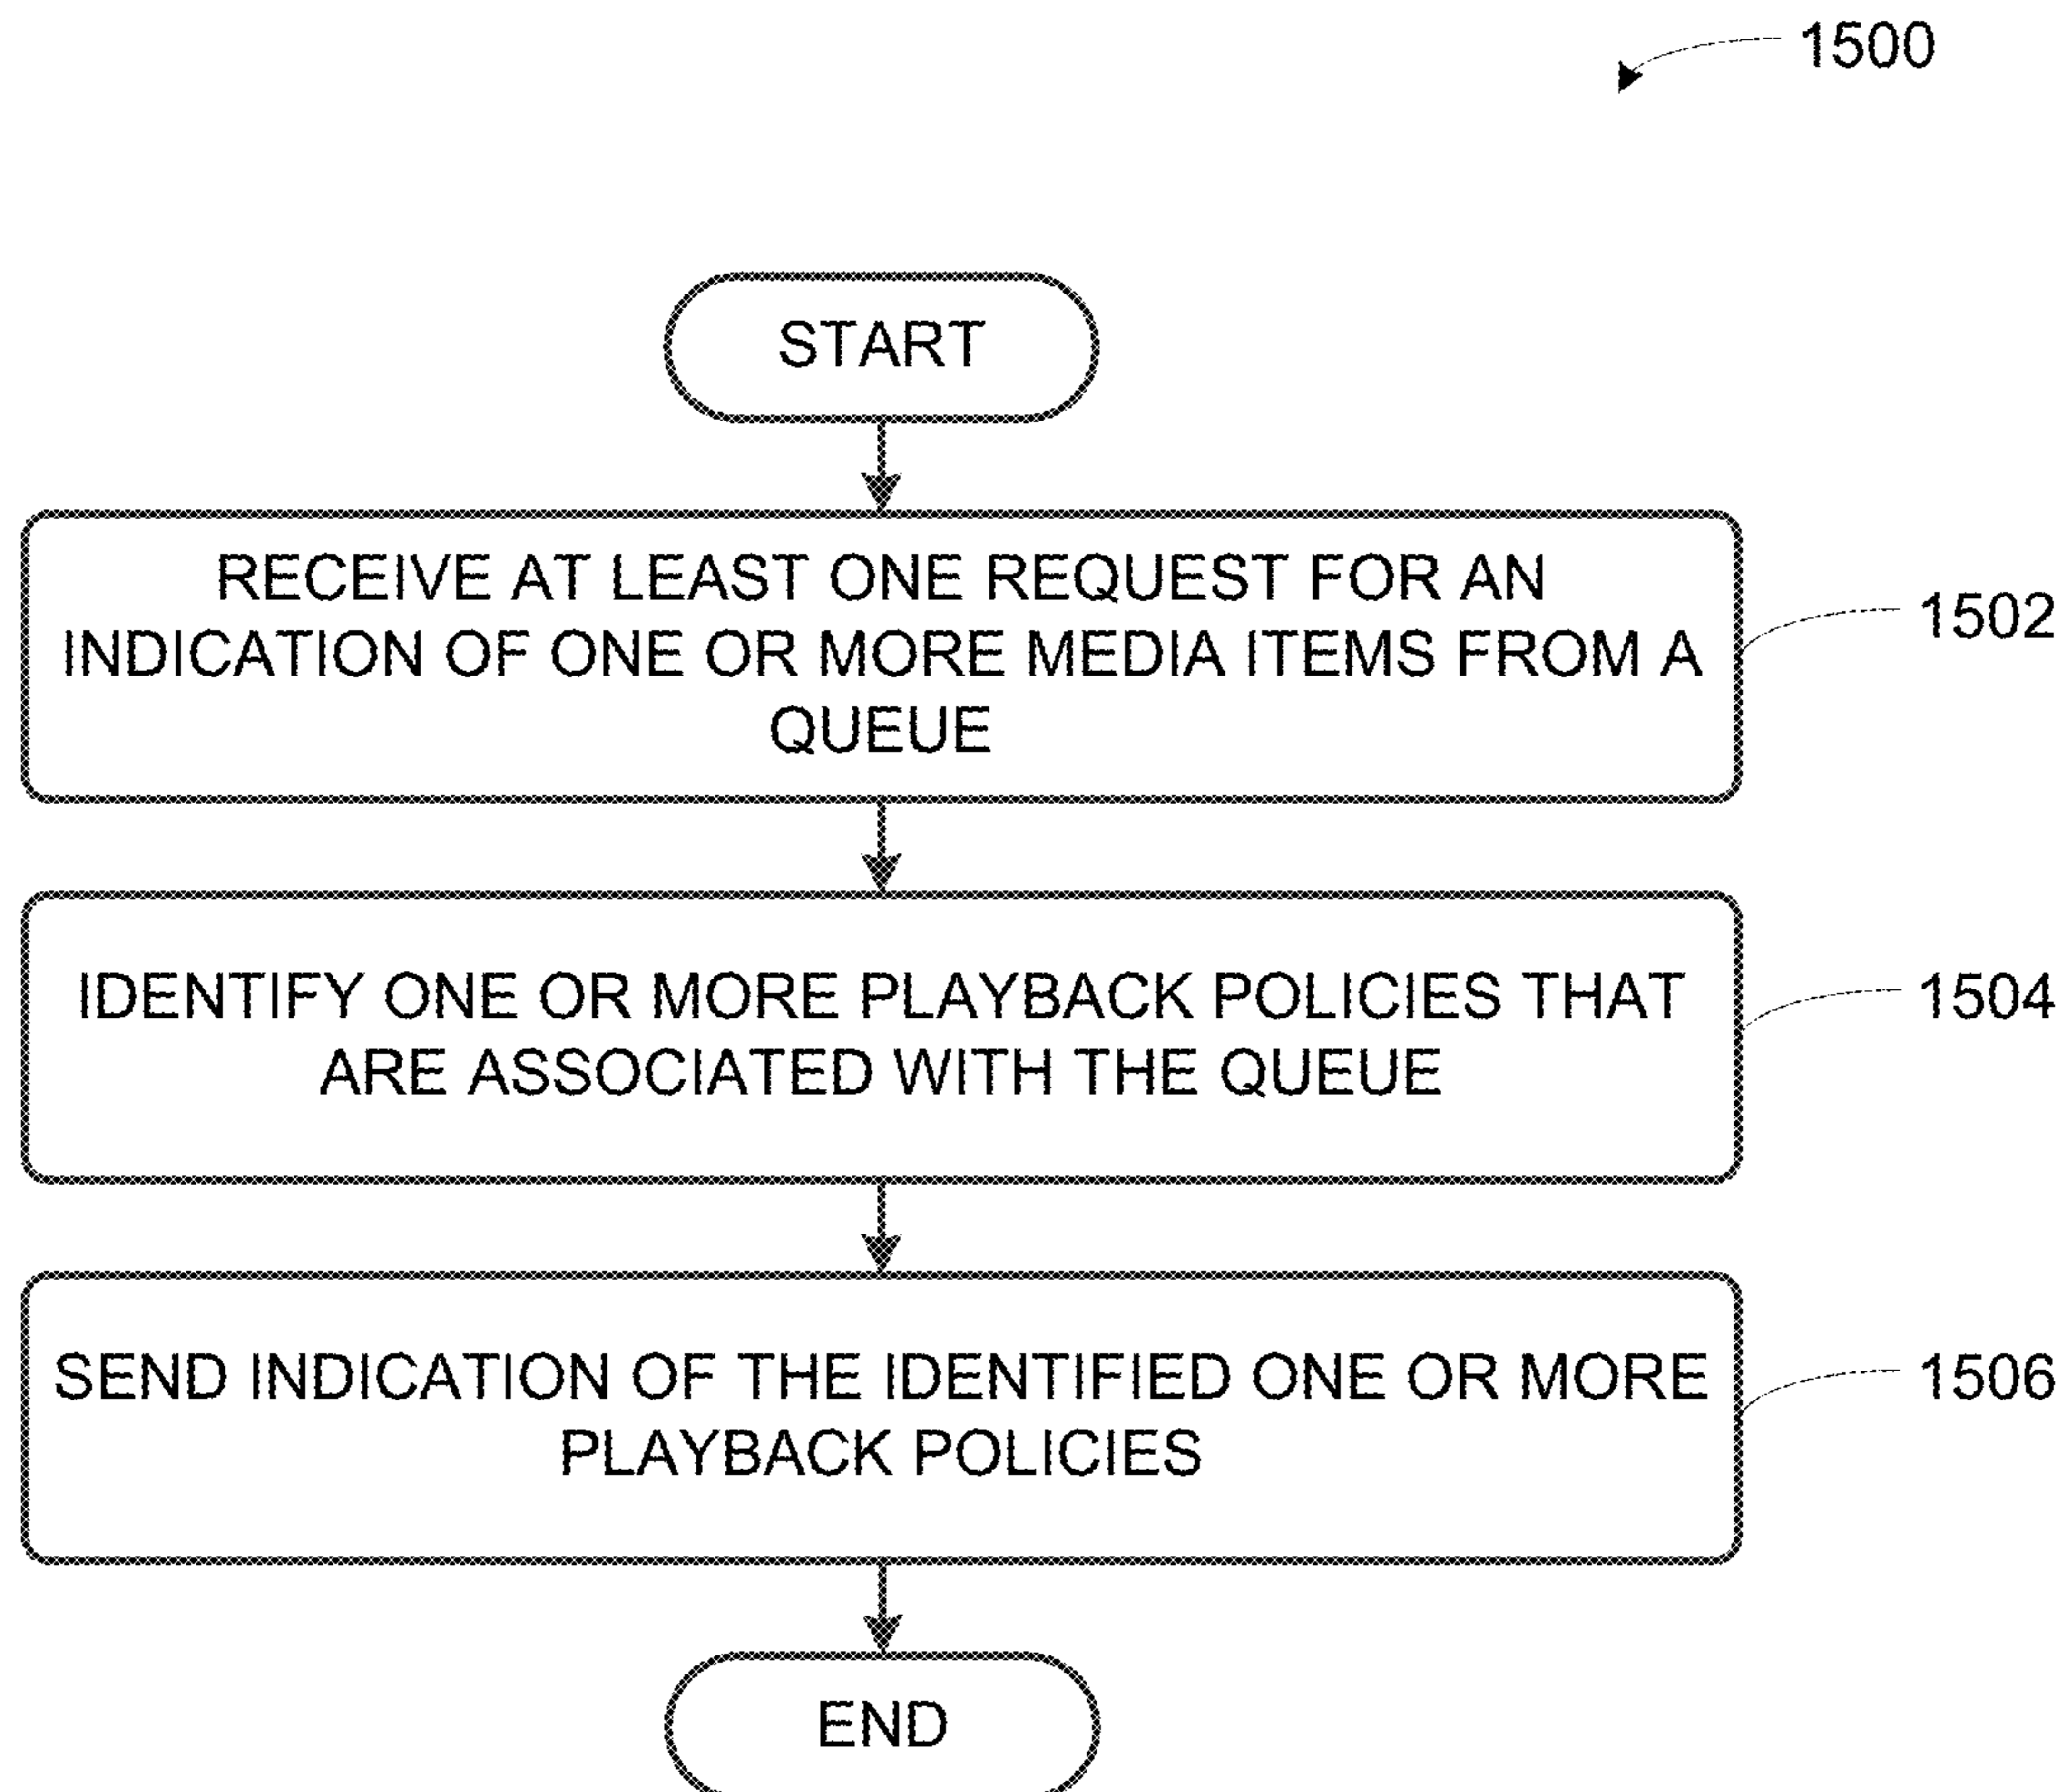 1500
START
RECEIVE AT LEAST ONE REQUEST FOR AN
INDICATION OF ONE OR MORE MEDIA ITEMS FROM A
QUEUE
1502
IDENTIFY ONE OR MORE PLAYBACK POLICIES THAT
ARE ASSOCIATED WITH THE QUEUE
1504
SEND INDICATION OF THE IDENTIFIED ONE OR MORE
PLAYBACK POLICIES
1506
END